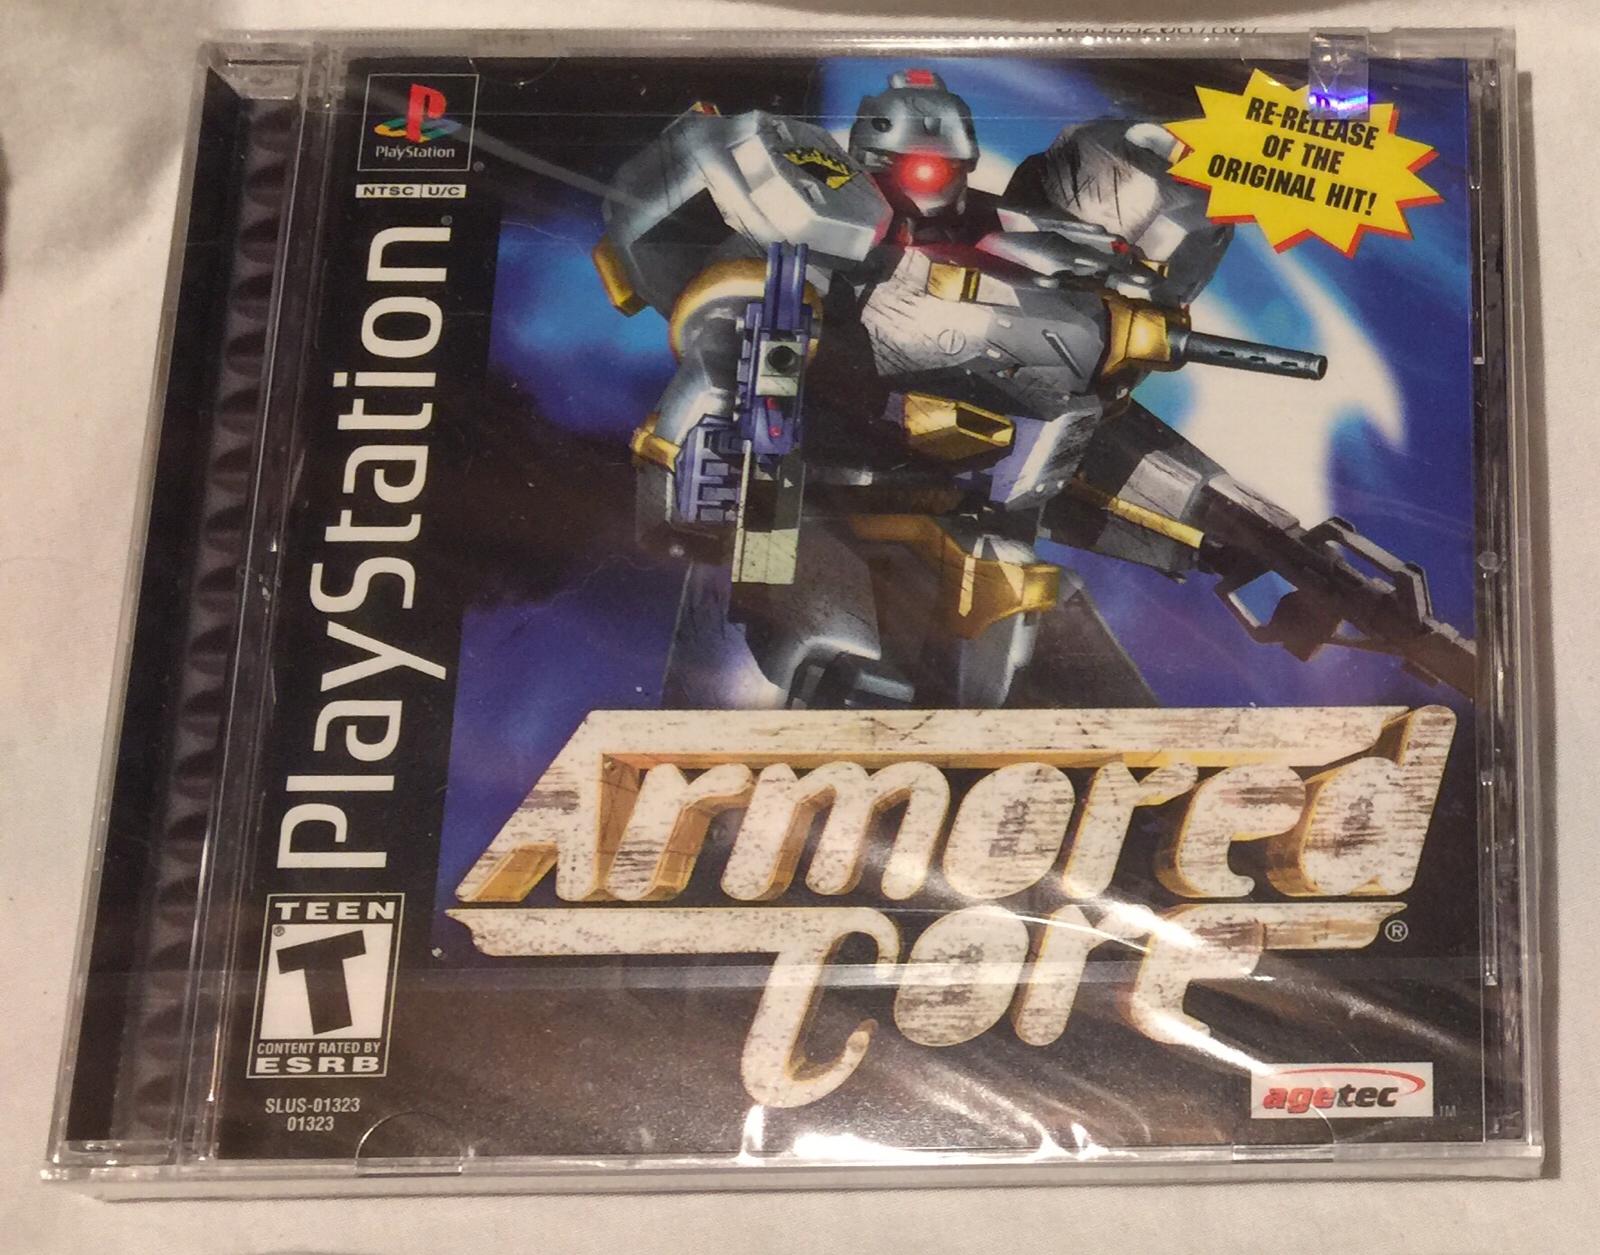 PlayStation
NTSC U/C
PlayStation
RE-RELEASE
OF THE
ORIGINAL HIT!
Armored
Core
®
TEEN
T
®
CONTENT RATED BY
ESRB
SLUS-01323
01323
agetec
TM